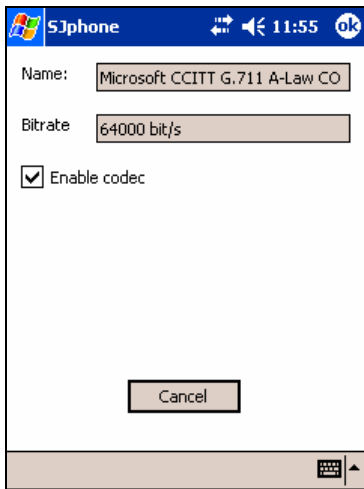 SJphone 11:55 ok
Name: Microsoft CCITT G.711 A-Law CO
Bitrate 64000 bit/s
Enable codec
Cancel